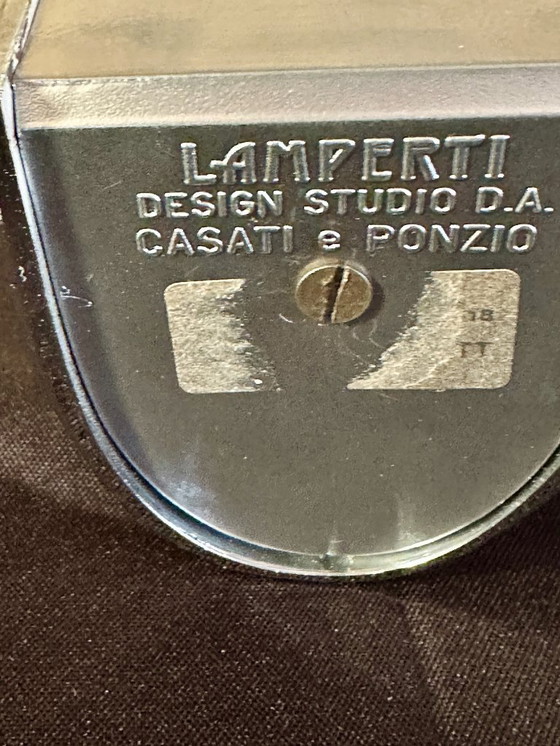 LAMPERTI
DESIGN STUDIO D.A.
CASATI e PONZIO
18
TT